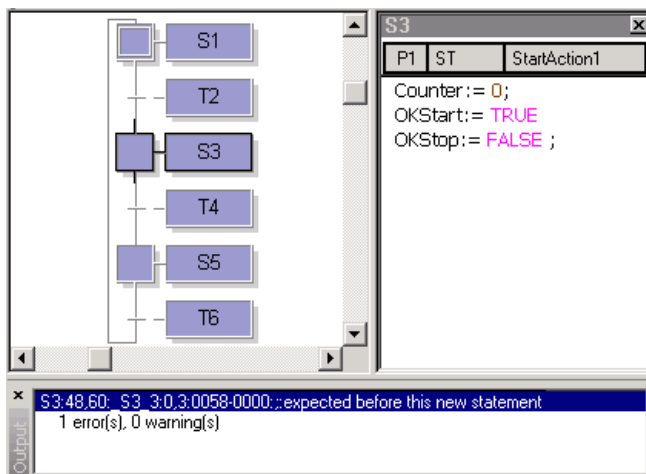 S1
T2
S3
T4
S5
T6
S3
P1 ST StartAction1
Counter:= 0;
OKStart:= TRUE
OKStop:= FALSE ;
Output
S3:48,60:_S3_3:0,3:0058-0000:;:expected before this new statement
1 error(s), 0 warning(s)